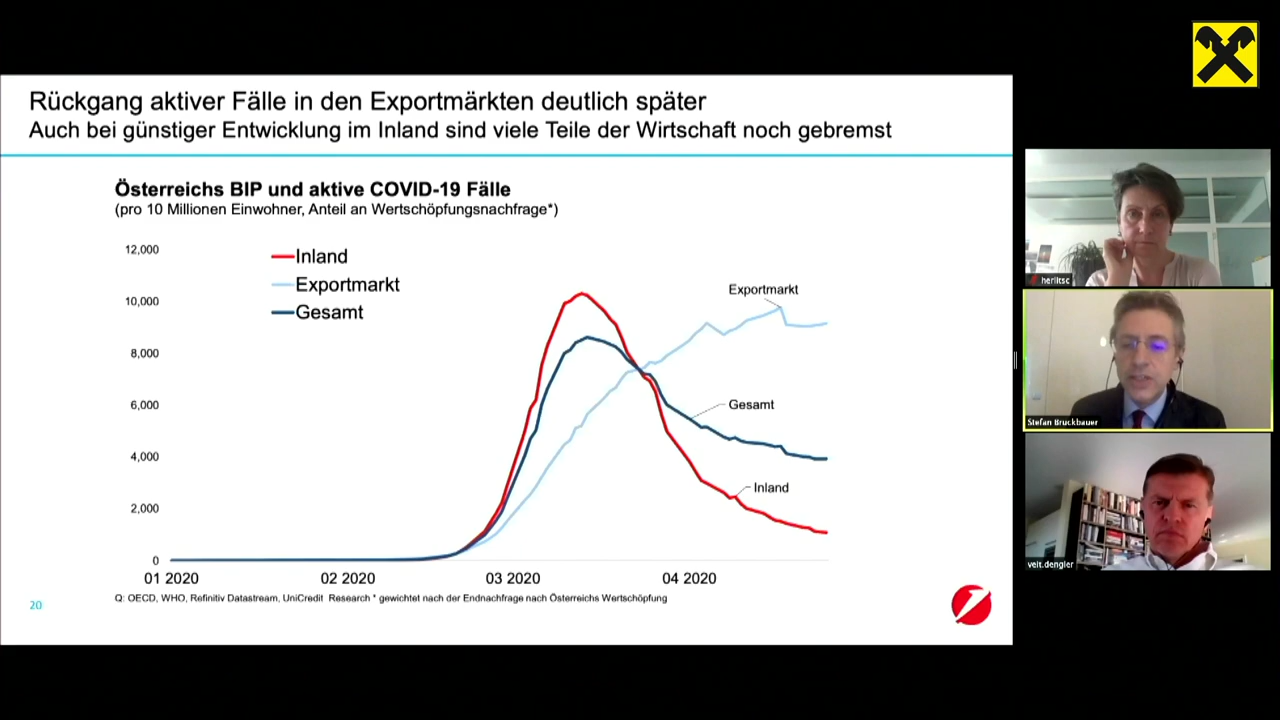 Rückgang aktiver Fälle in den Exportmärkten deutlich später
Auch bei günstiger Entwicklung im Inland sind viele Teile der Wirtschaft noch gebremst
Österreichs BIP und aktive COVID-19 Fälle
(pro 10 Millionen Einwohner, Anteil an Wertschöpfungsnachfrage*)
12,000
10,000
8,000
6,000
4,000
2,000
0
Inland
Exportmarkt
Gesamt
Exportmarkt
Gesamt
Inland
01 2020
02 2020
03 2020
04 2020
Q: OECD, WHO, Refinitiv Datastream, UniCredit Research * gewichtet nach der Endnachfrage nach Österreichs Wertschöpfung
20
herlitsc
Stefan Bruckbauer
veit.dengler